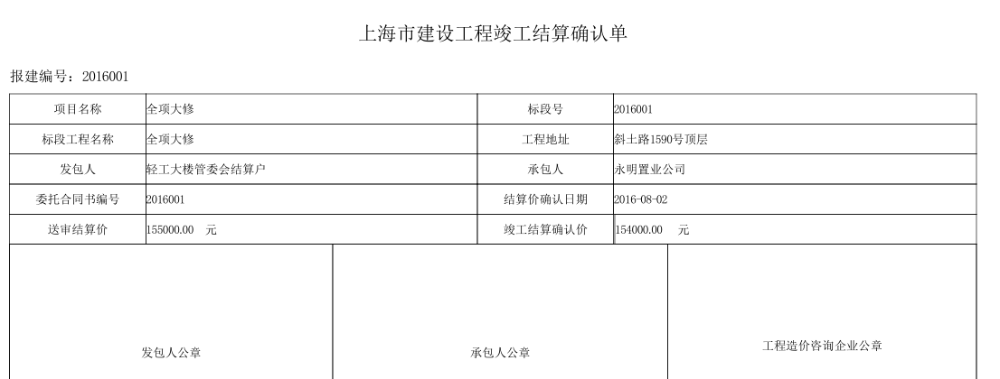 上海市建设工程竣工结算确认单
报建编号：2016001
项目名称 全项大修 标段号 2016001
标段工程名称 全项大修 工程地址 斜土路1590号顶层
发包人 轻工大楼管委会结算户 承包人 永明置业公司
委托合同书编号 2016001 结算价确认日期 2016-08-02
送审结算价 155000.00 元 竣工结算确认价 154000.00 元
发包人公章 承包人公章 工程造价咨询企业公章